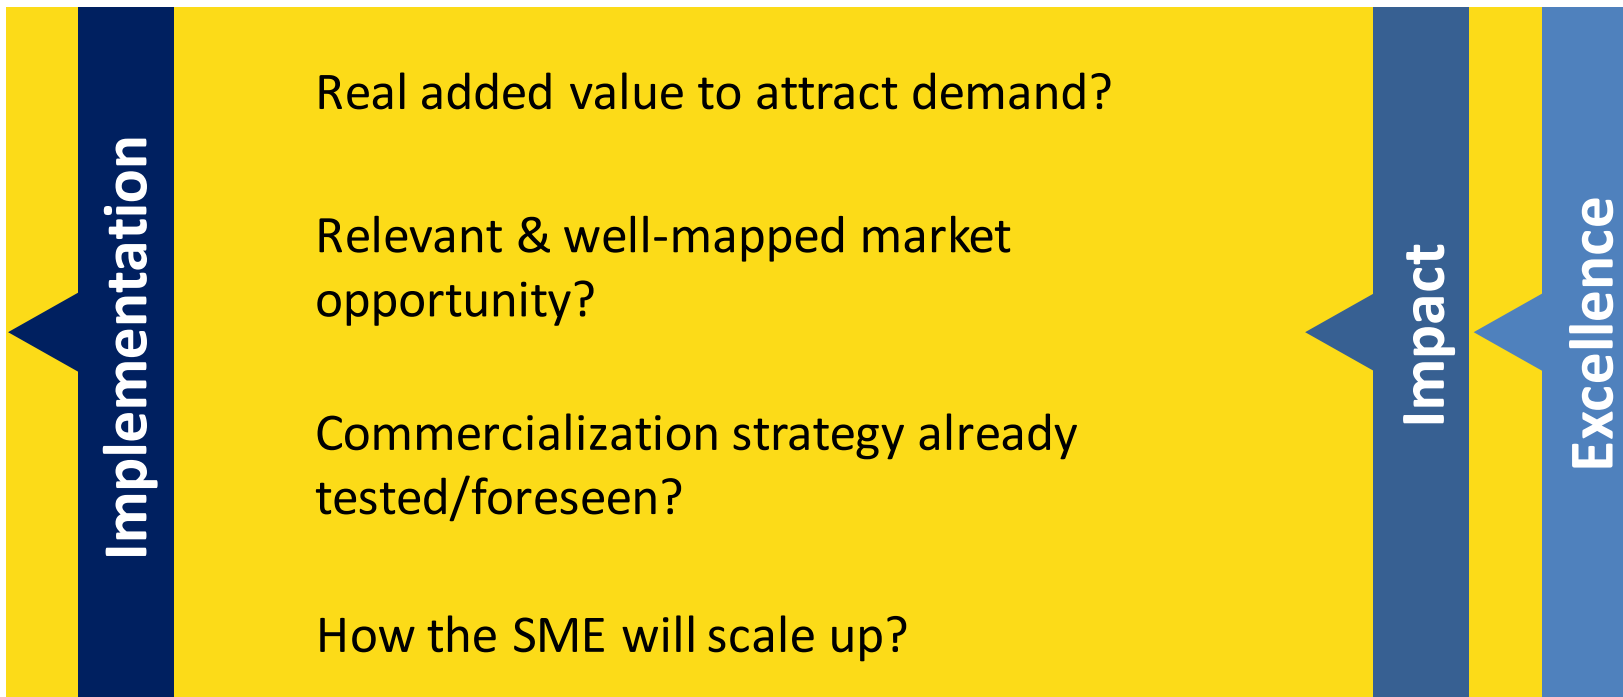 Implementation
Real added value to attract demand?
Relevant & well-mapped market
opportunity?
Commercialization strategy already
tested/foreseen?
How the SME will scale up?
Impact
Excellence